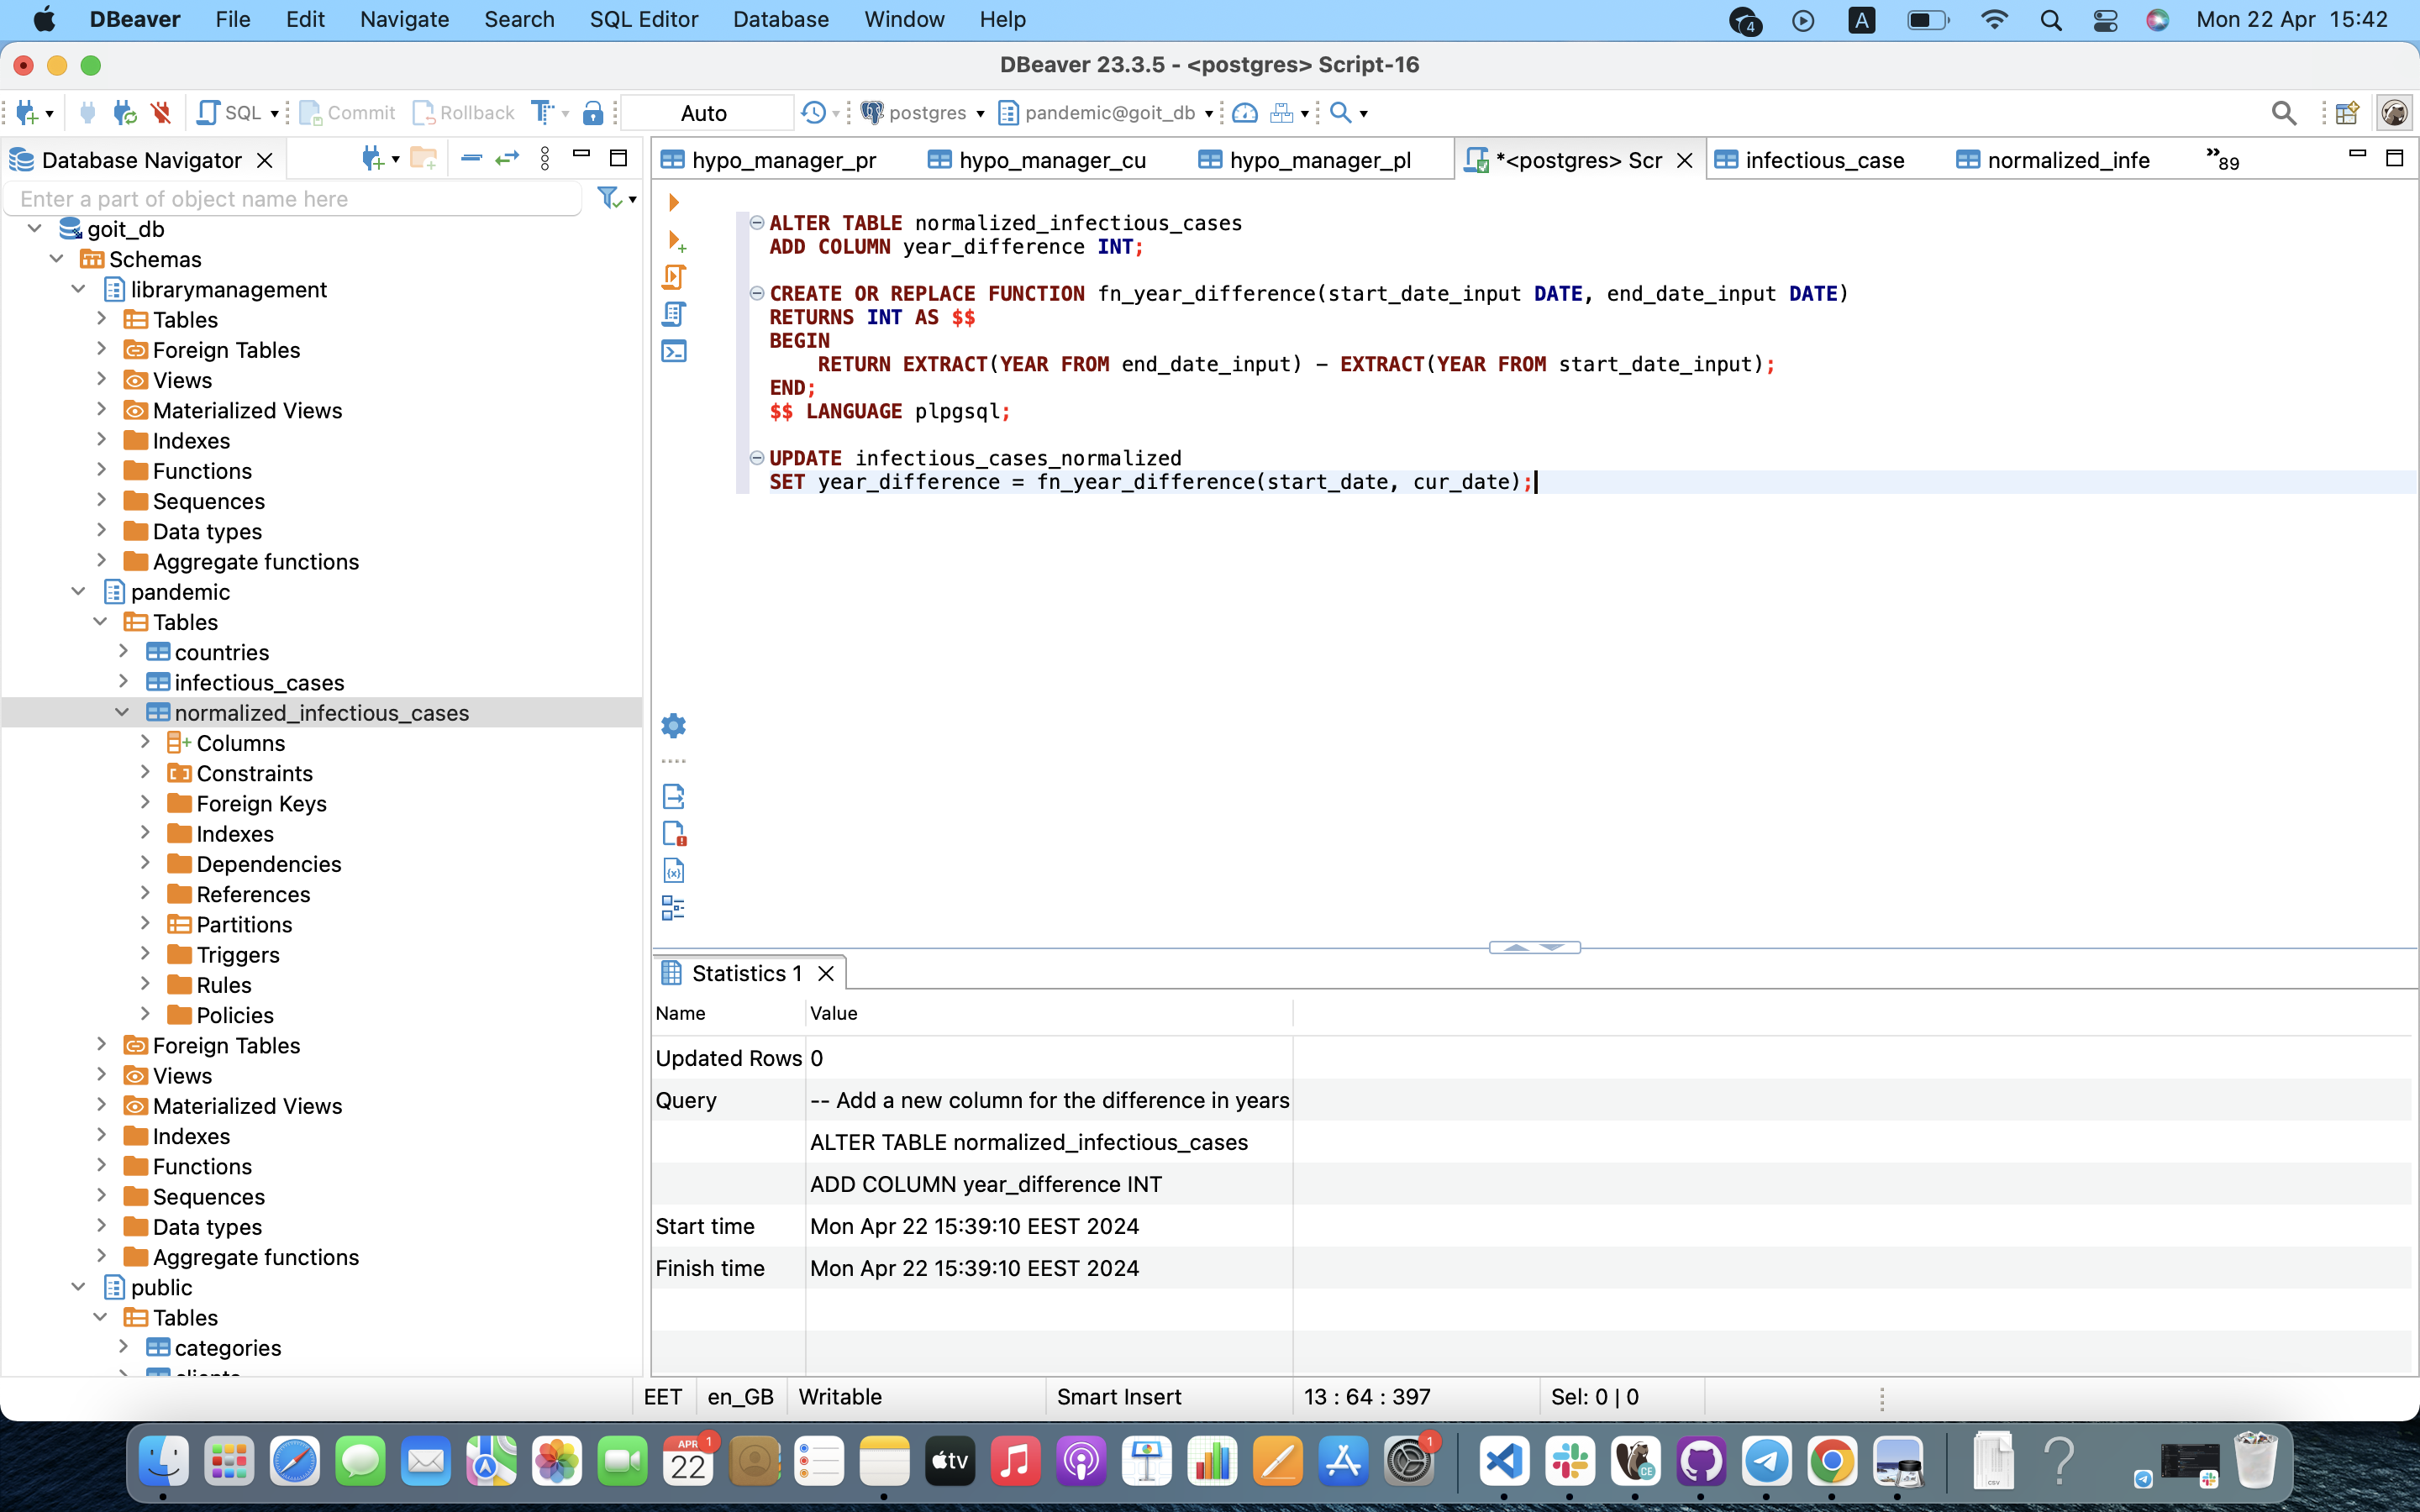 DBeaver File Edit Navigate Search SQL Editor Database Window Help 4 A Mon 22 Apr 15:42
DBeaver 23.3.5 - <postgres> Script-16
SQL Commit Rollback Auto postgres pandemic@goit_db
Database Navigator
hypo_manager_pr hypo_manager_cu hypo_manager_pl *<postgres> Scr infectious_case normalized_infe »89
Enter a part of object name here
goit_db
Schemas
librarymanagement
Tables
Foreign Tables
Views
Materialized Views
Indexes
Functions
Sequences
Data types
Aggregate functions
pandemic
Tables
countries
infectious_cases
normalized_infectious_cases
Columns
Constraints
Foreign Keys
Indexes
Dependencies
References
Partitions
Triggers
Rules
Policies
Foreign Tables
Views
Materialized Views
Indexes
Functions
Sequences
Data types
Aggregate functions
public
Tables
categories
clients
ALTER TABLE normalized_infectious_cases
ADD COLUMN year_difference INT;
CREATE OR REPLACE FUNCTION fn_year_difference(start_date_input DATE, end_date_input DATE)
RETURNS INT AS $$
BEGIN
RETURN EXTRACT(YEAR FROM end_date_input) - EXTRACT(YEAR FROM start_date_input);
END;
$$ LANGUAGE plpgsql;
UPDATE infectious_cases_normalized
SET year_difference = fn_year_difference(start_date, cur_date);
Statistics 1
Name Value
Updated Rows 0
Query -- Add a new column for the difference in years
ALTER TABLE normalized_infectious_cases
ADD COLUMN year_difference INT
Start time Mon Apr 22 15:39:10 EEST 2024
Finish time Mon Apr 22 15:39:10 EEST 2024
EET en_GB Writable Smart Insert 13 : 64 : 397 Sel: 0 | 0
APR 1 22 tv 1 CE CSV